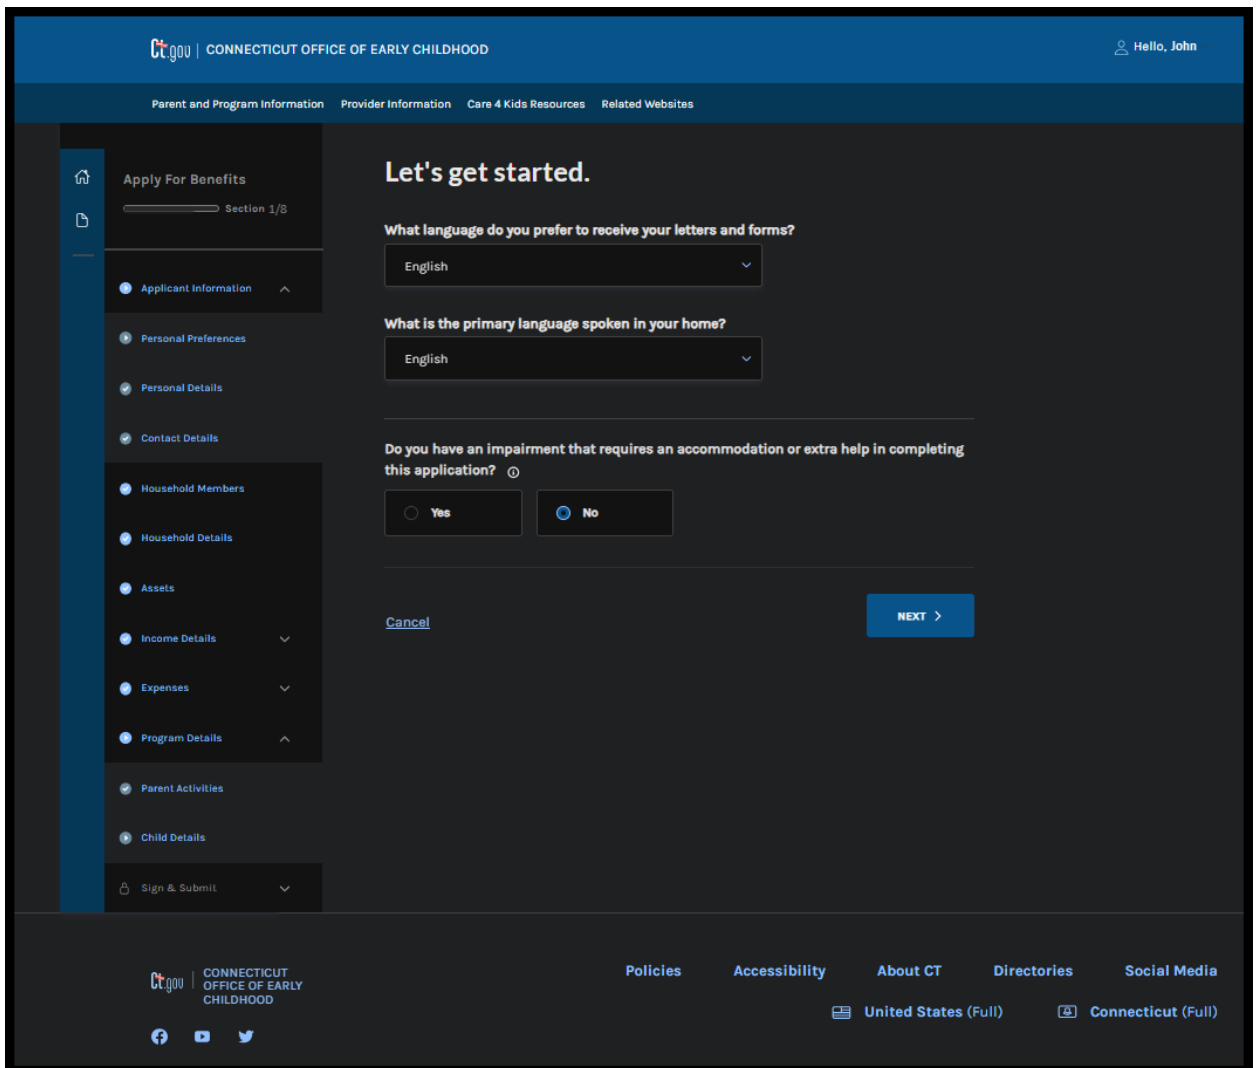 Ct.gov | CONNECTICUT OFFICE OF EARLY CHILDHOOD
Hello, John
Parent and Program Information Provider Information Care 4 Kids Resources Related Websites
Apply For Benefits
Section 1/8
Applicant Information
Personal Preferences
Personal Details
Contact Details
Household Members
Household Details
Assets
Income Details
Expenses
Program Details
Parent Activities
Child Details
Sign & Submit
Let's get started.
What language do you prefer to receive your letters and forms?
English
What is the primary language spoken in your home?
English
Do you have an impairment that requires an accommodation or extra help in completing
this application?
Yes No
Cancel
NEXT >
Ct.gov | CONNECTICUT
OFFICE OF EARLY
CHILDHOOD
Policies Accessibility About CT Directories Social Media
United States (Full) Connecticut (Full)